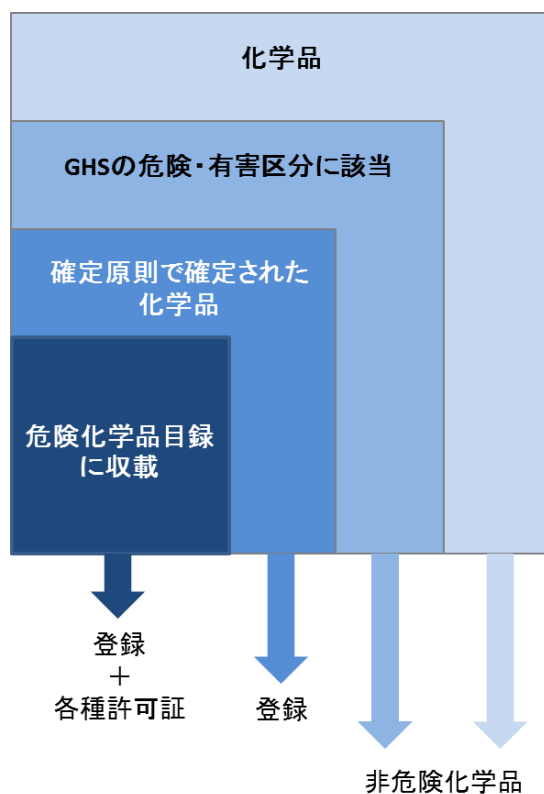 化学品
GHSの危険・有害区分に該当
確定原則で確定された
化学品
危険化学品目録
に収載
登録
＋
各種許可証
登録
非危険化学品